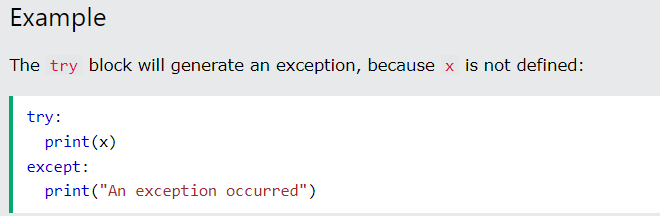 Example
The try block will generate an exception, because x is not defined:
try:
  print(x)
except:
  print("An exception occurred")